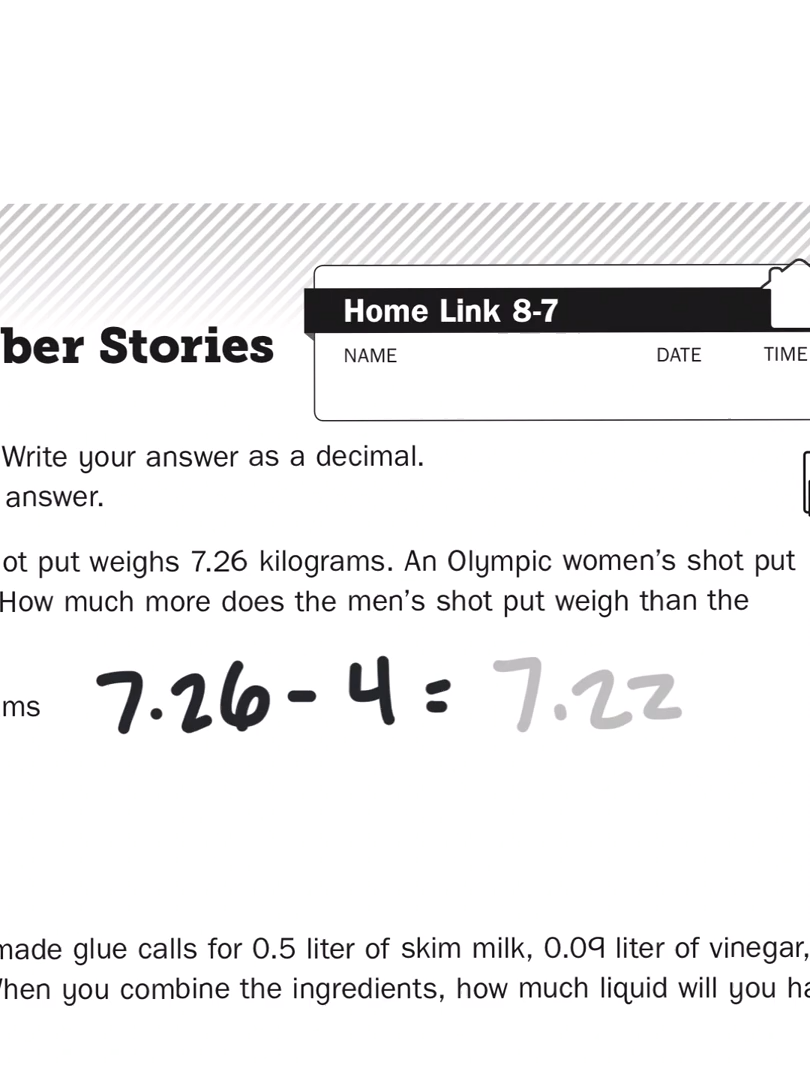 Home Link 8-7
ber Stories
NAME DATE TIME
Write your answer as a decimal.
answer.
ot put weighs 7.26 kilograms. An Olympic women's shot put
How much more does the men's shot put weigh than the
ms 7.26 - 4 = 7.22
made glue calls for 0.5 liter of skim milk, 0.09 liter of vinegar,
When you combine the ingredients, how much liquid will you ha